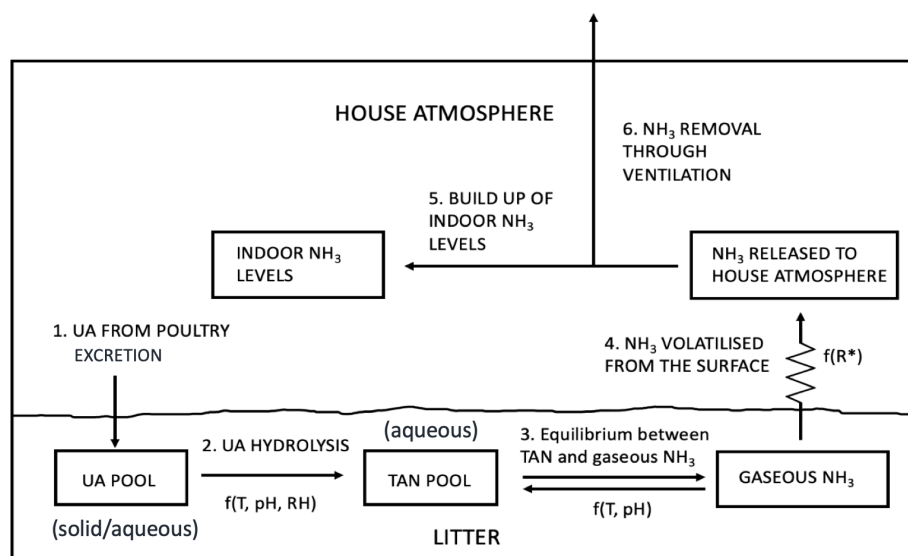 HOUSE ATMOSPHERE
6. NH₃ REMOVAL
THROUGH
VENTILATION
5. BUILD UP OF
INDOOR NH₃
LEVELS
INDOOR NH₃
LEVELS
NH₃ RELEASED TO
HOUSE ATMOSPHERE
1. UA FROM POULTRY
EXCRETION
4. NH₃ VOLATILISED
FROM THE SURFACE
f(R*)
(aqueous)
2. UA HYDROLYSIS
3. Equilibrium between
TAN and gaseous NH₃
UA POOL
TAN POOL
GASEOUS NH₃
f(T, pH, RH)
f(T, pH)
(solid/aqueous)
LITTER